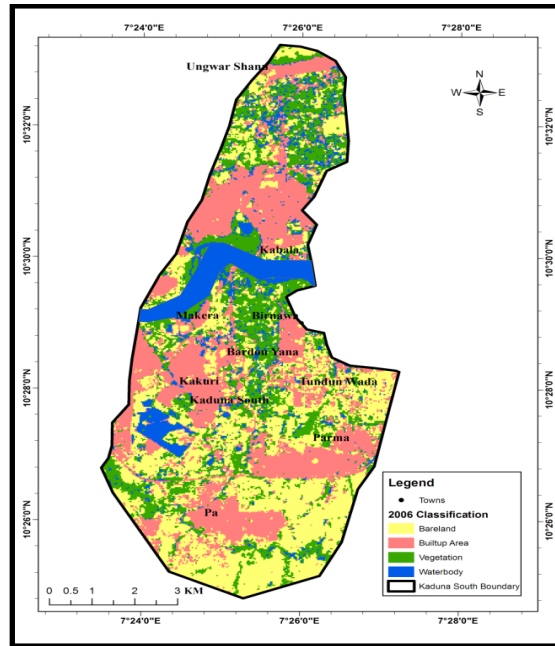 7°24'0"E 7°26'0"E 7°28'0"E
Ungwar Shanu
N
W E
S
10°32'0"N 10°32'0"N
10°30'0"N 10°30'0"N
Kabala
Makera Birnawa
Bardou Yana
Kakuri Tundun Wada
10°28'0"N 10°28'0"N
Kaduna South
Parma
Legend
Towns
2006 Classification
Bareland
Builtup Area
Vegetation
Waterbody
Kaduna South Boundary
Pa
10°26'0"N 10°26'0"N
0 0.5 1 2 3 KM
7°24'0"E 7°26'0"E 7°28'0"E